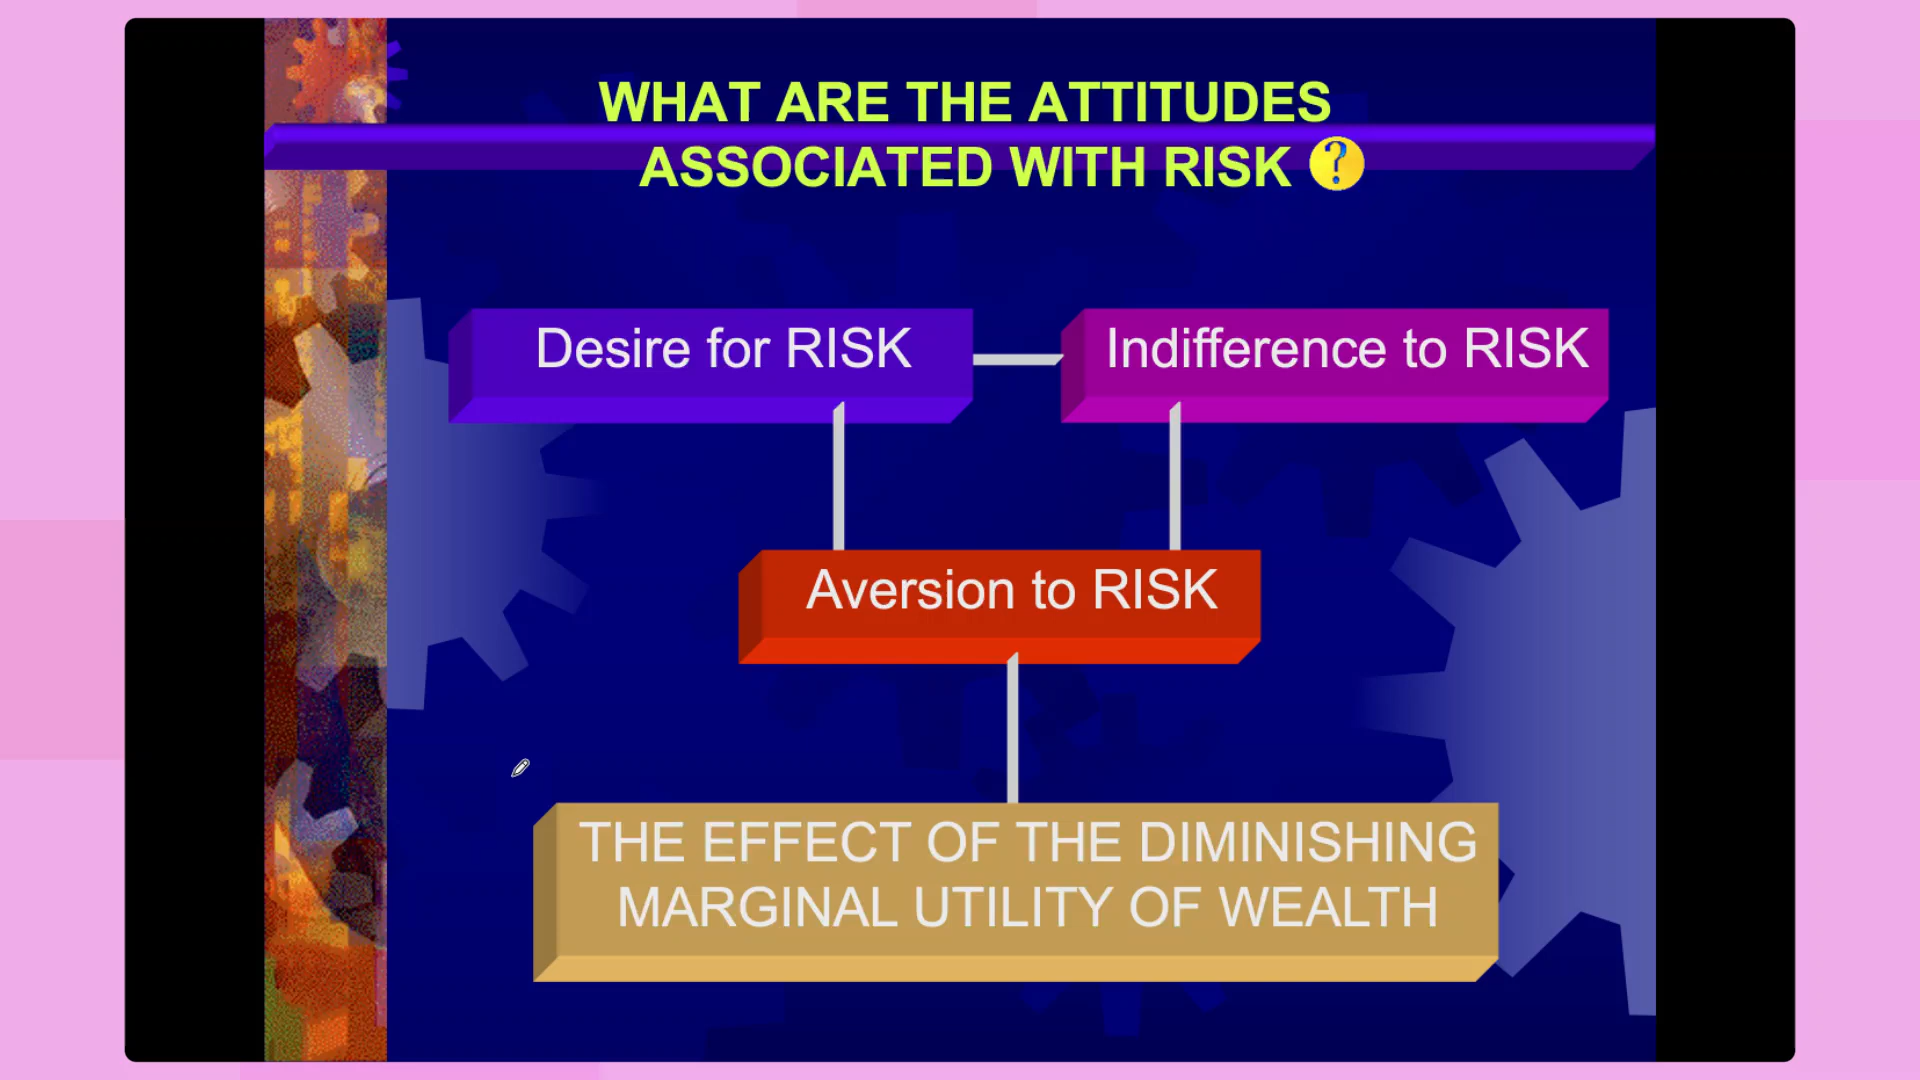 WHAT ARE THE ATTITUDES
ASSOCIATED WITH RISK ?
Desire for RISK
Indifference to RISK
Aversion to RISK
THE EFFECT OF THE DIMINISHING
MARGINAL UTILITY OF WEALTH